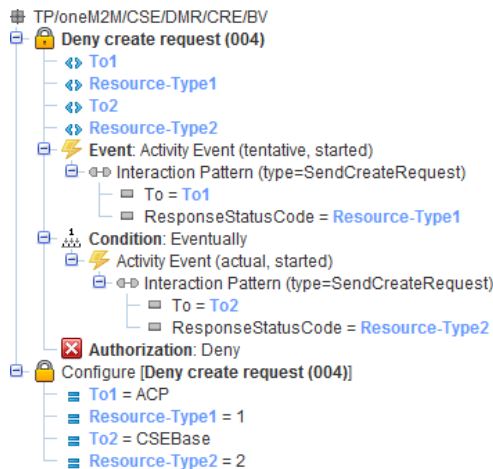 TP/oneM2M/CSE/DMR/CRE/BV
Deny create request (004)
To1
Resource-Type1
To2
Resource-Type2
Event: Activity Event (tentative, started)
Interaction Pattern (type=SendCreateRequest)
To = To1
ResponseStatusCode = Resource-Type1
1
Condition: Eventually
Activity Event (actual, started)
Interaction Pattern (type=SendCreateRequest)
To = To2
ResponseStatusCode = Resource-Type2
Authorization: Deny
Configure [Deny create request (004)]
To1 = ACP
Resource-Type1 = 1
To2 = CSEBase
Resource-Type2 = 2